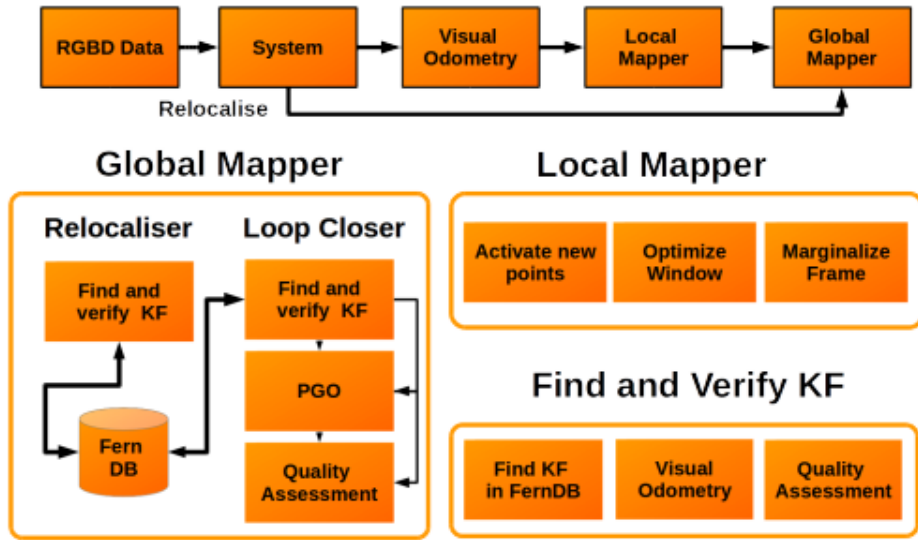 RGBD Data
System
Visual
Odometry
Local
Mapper
Global
Mapper
Relocalise
Global Mapper
Relocaliser
Loop Closer
Find and
verify KF
Find and
verify KF
PGO
Fern
DB
Quality
Assessment
Local Mapper
Activate new
points
Optimize
Window
Marginalize
Frame
Find and Verify KF
Find KF
in FernDB
Visual
Odometry
Quality
Assessment